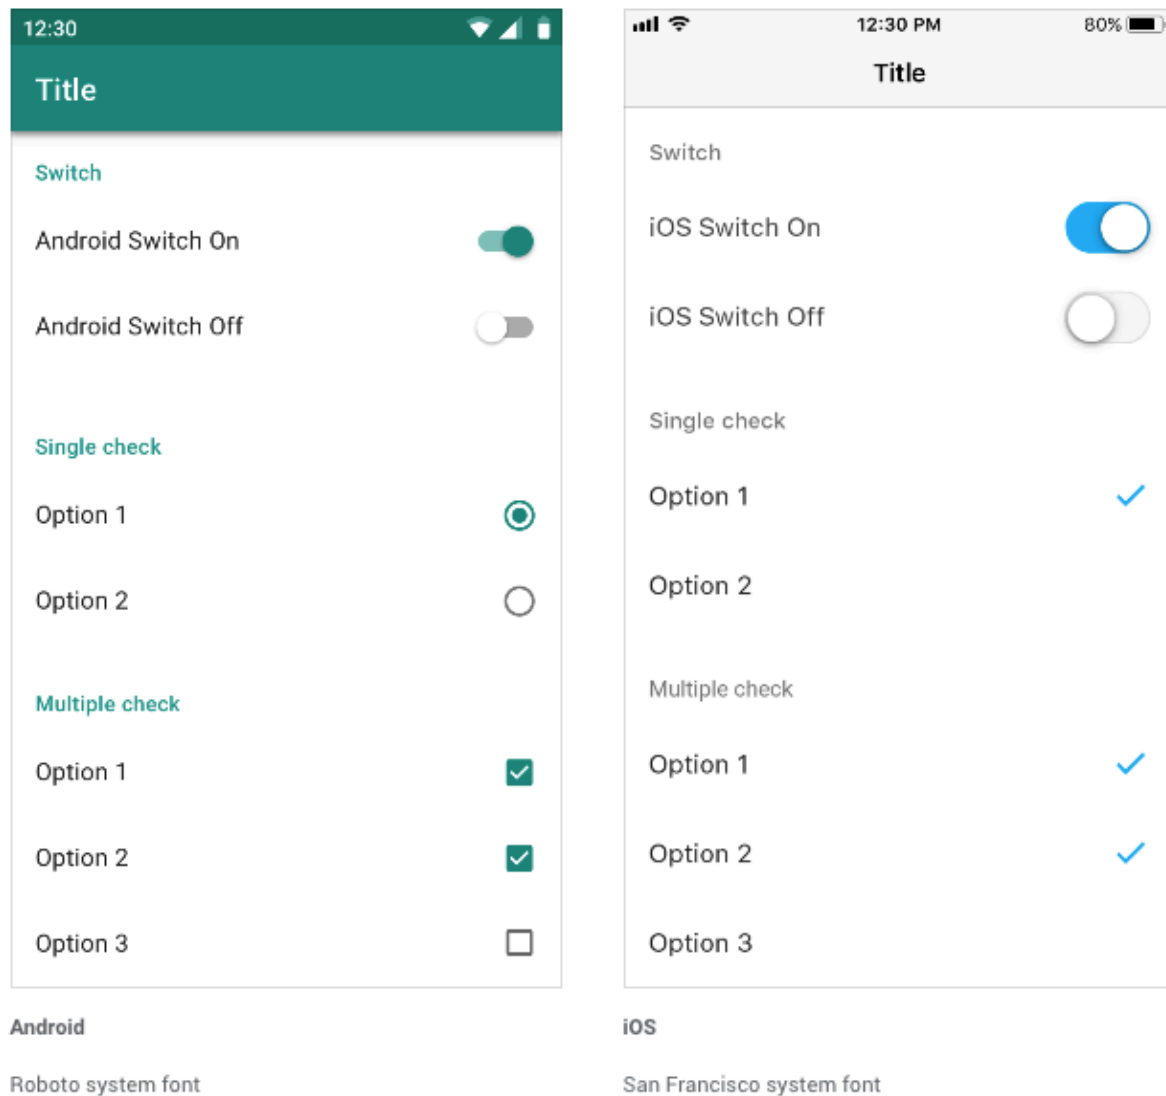 12:30
Title
Switch
Android Switch On
Android Switch Off
Single check
Option 1
Option 2
Multiple check
Option 1
Option 2
Option 3
Android
Roboto system font
12:30 PM
80%
Title
Switch
iOS Switch On
iOS Switch Off
Single check
Option 1
Option 2
Multiple check
Option 1
Option 2
Option 3
iOS
San Francisco system font